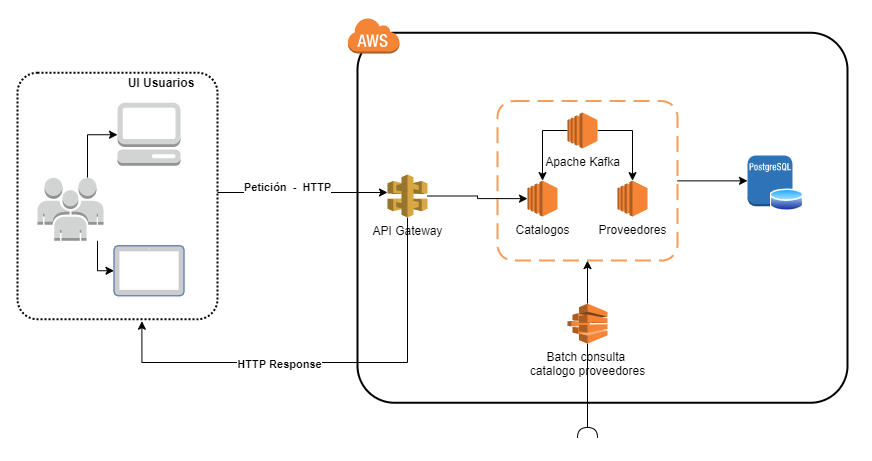 AWS
UI Usuarios
Apache Kafka
PostgreSQL
Petición - HTTP
API Gateway
Catalogos
Proveedores
HTTP Response
Batch consulta
catalogo proveedores